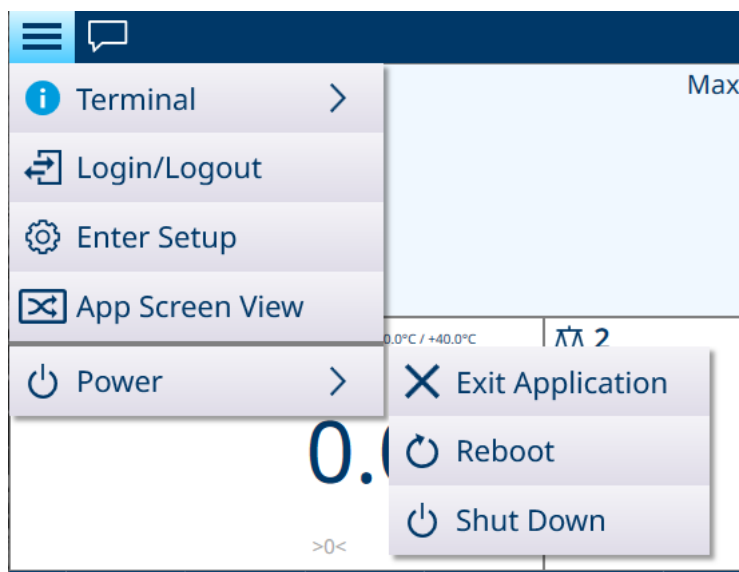 Max
Terminal
Login/Logout
Enter Setup
App Screen View
Power
Exit Application
Reboot
Shut Down
0.0°C / +40.0°C
2
0.
>0<